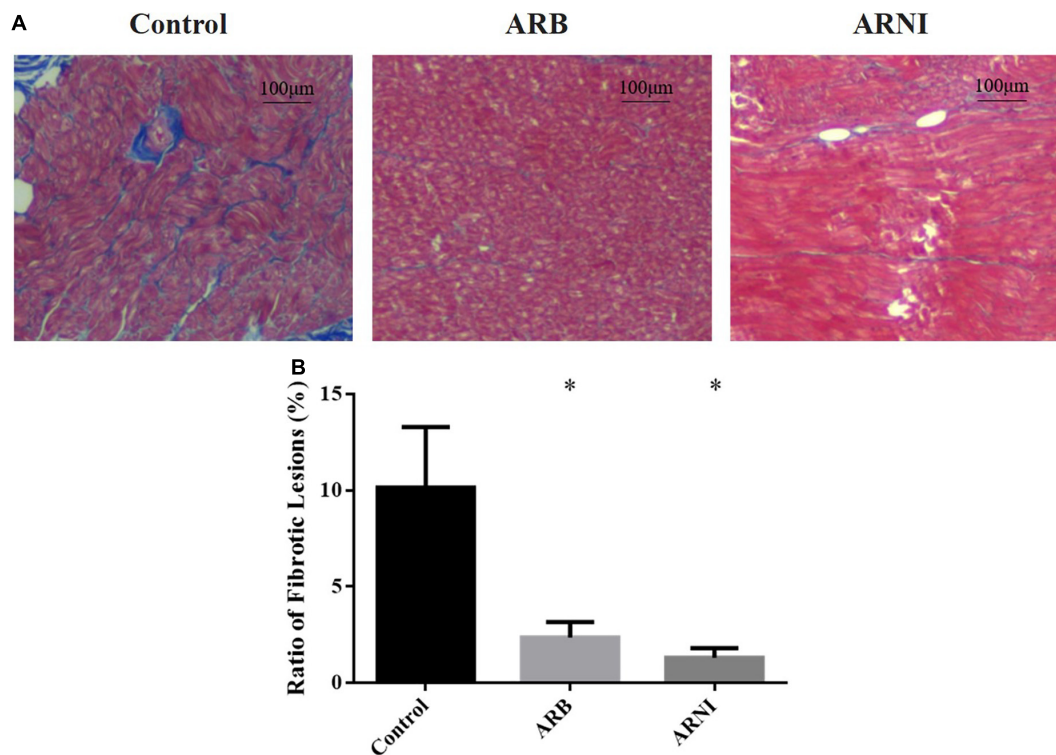 A
Control ARB ARNI
100μm 100μm 100μm
B
Ratio of Fibrotic Lesions (%)
15
* *
10
5
0
Control ARB ARNI